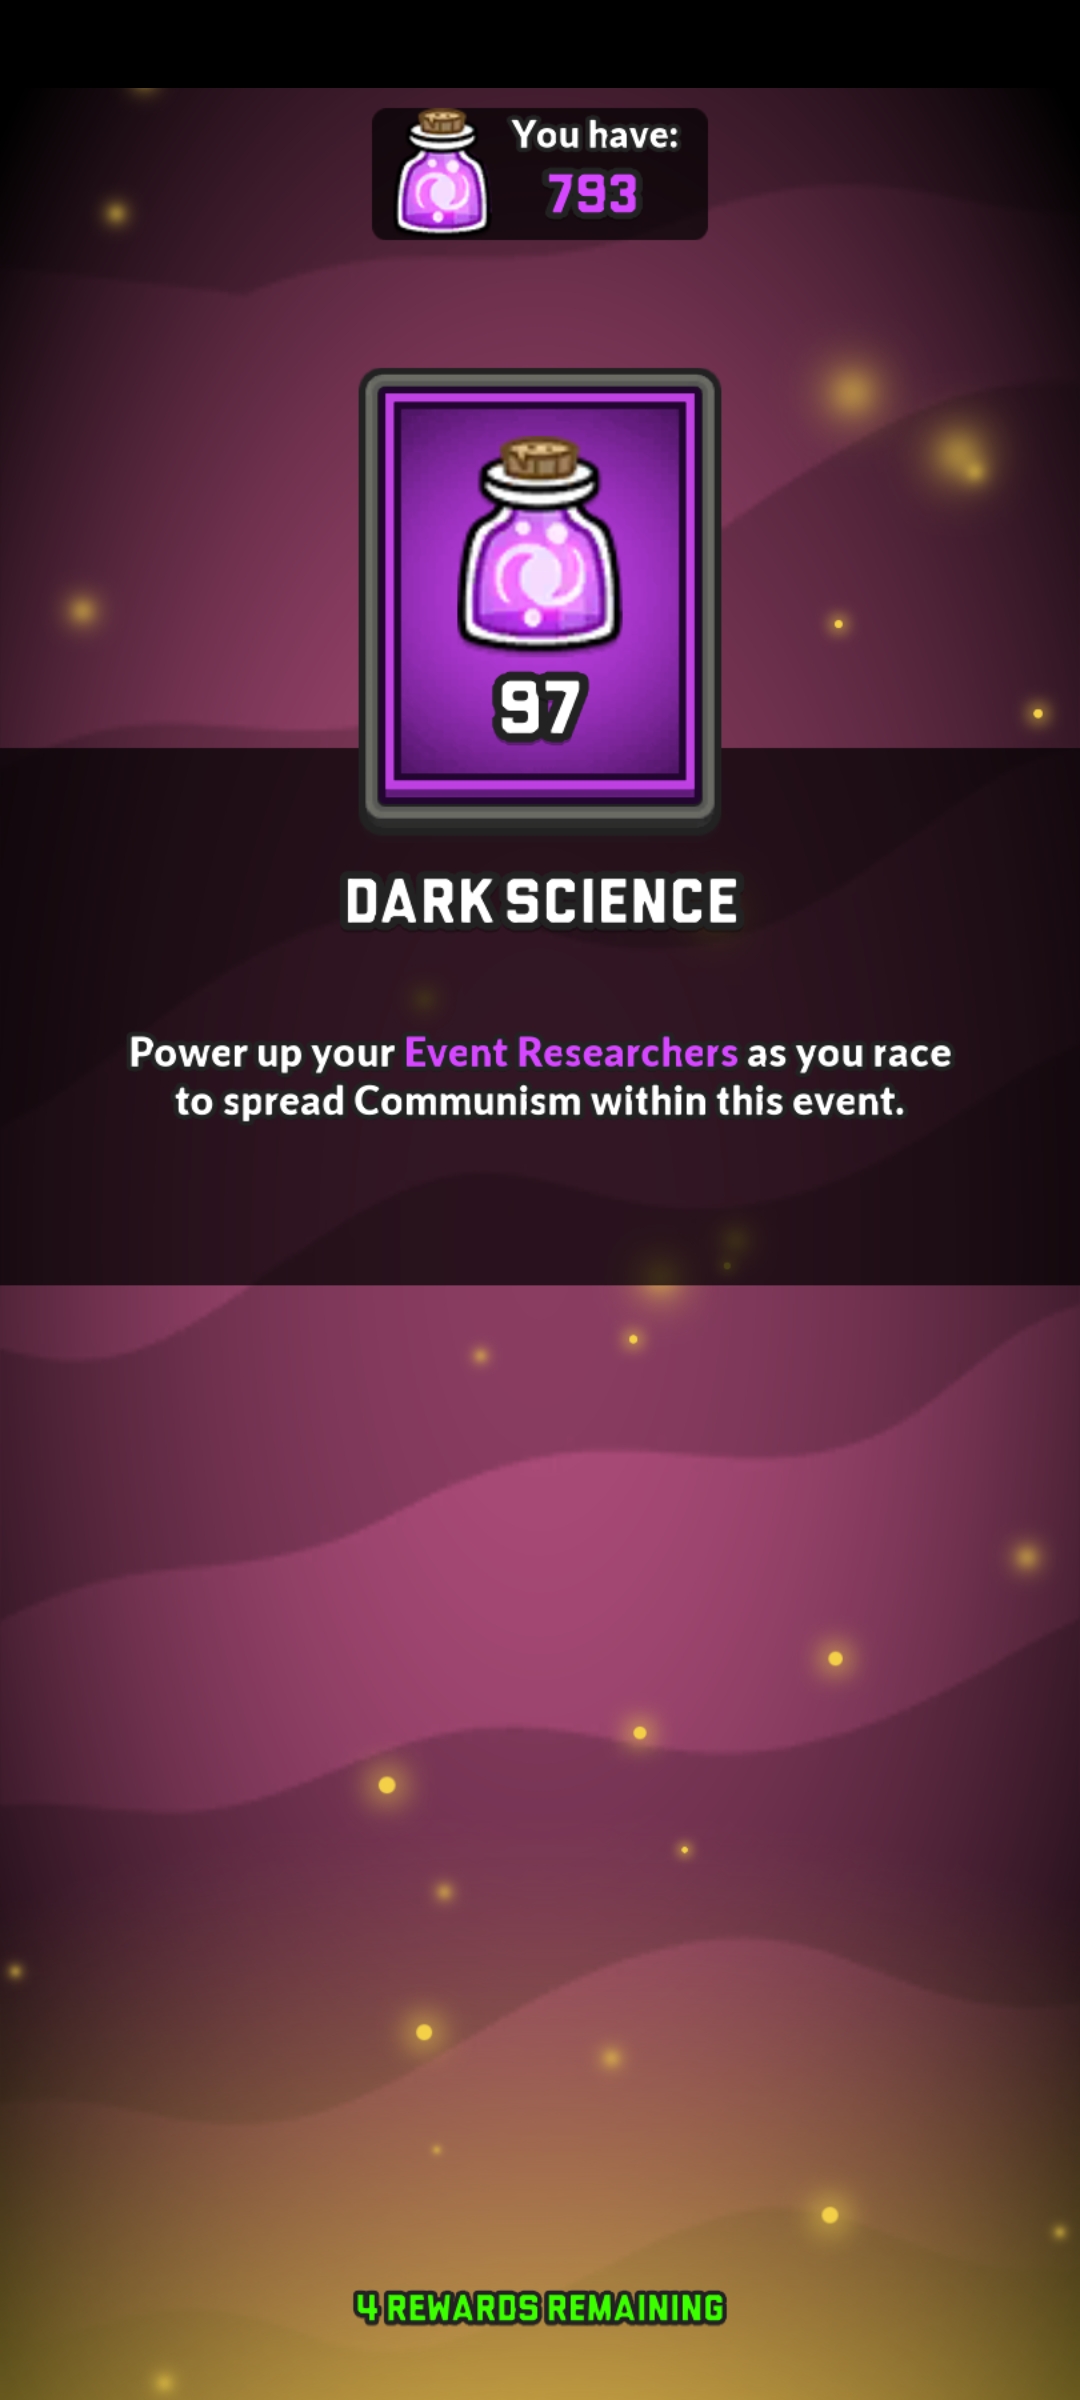 You have:
793
97
DARK SCIENCE
Power up your Event Researchers as you race
to spread Communism within this event.
4 REWARDS REMAINING